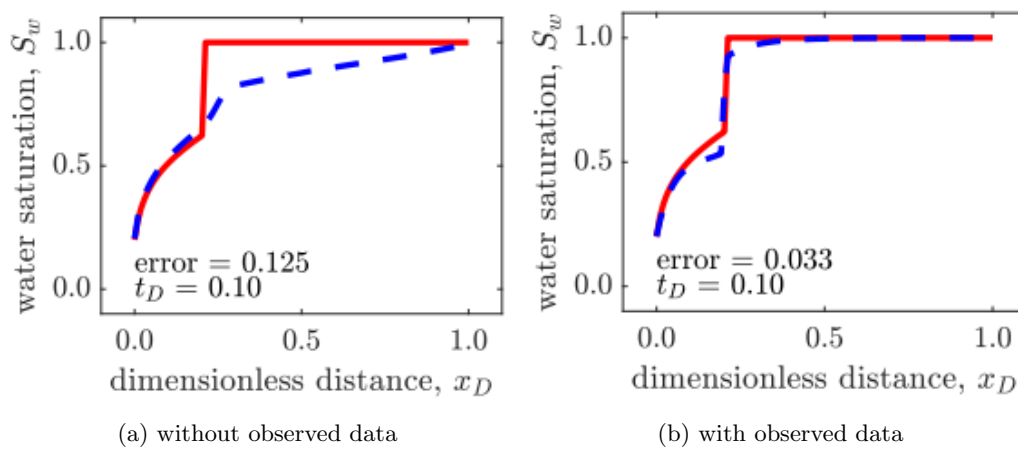 water saturation, S_w
1.0
0.5
0.0
error = 0.125
t_D = 0.10
0.0 0.5 1.0
dimensionless distance, x_D
(a) without observed data
water saturation, S_w
1.0
0.5
0.0
error = 0.033
t_D = 0.10
0.0 0.5 1.0
dimensionless distance, x_D
(b) with observed data